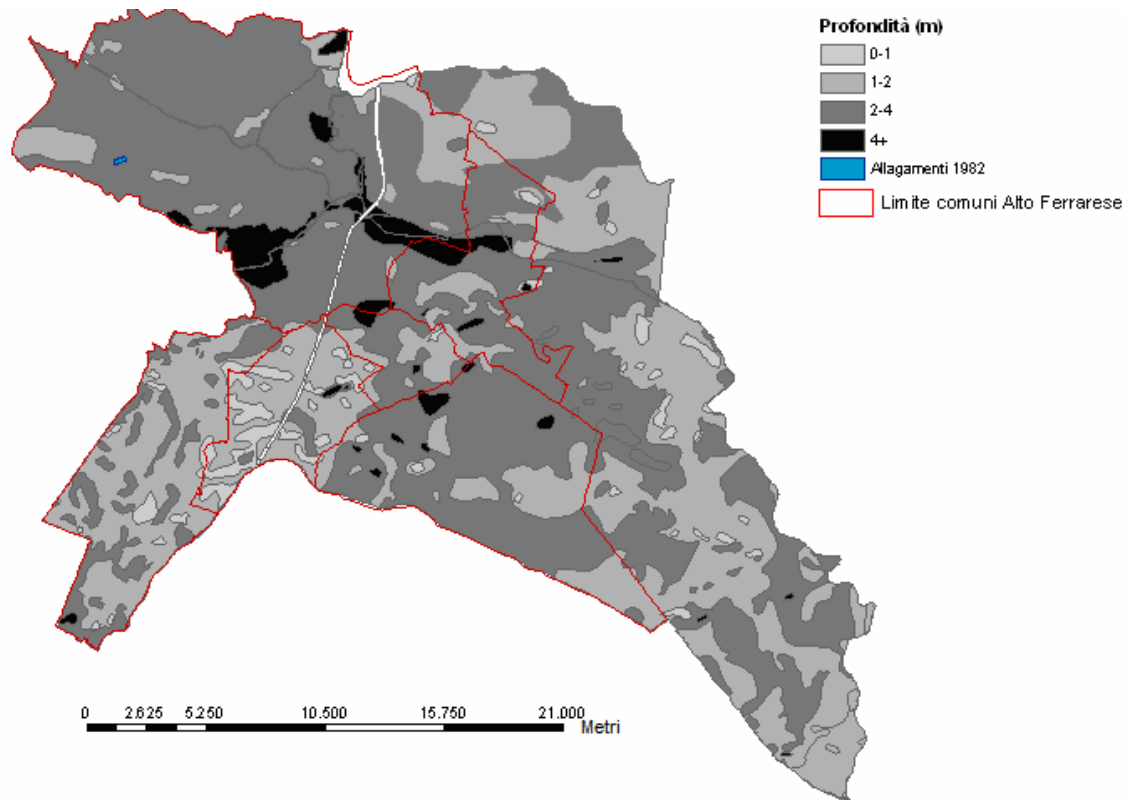 Profondità (m)
0-1
1-2
2-4
4+
Allagamenti 1982
Limite comuni Alto Ferrarese
0 2.625 5.250 10.500 15.750 21.000
Metri